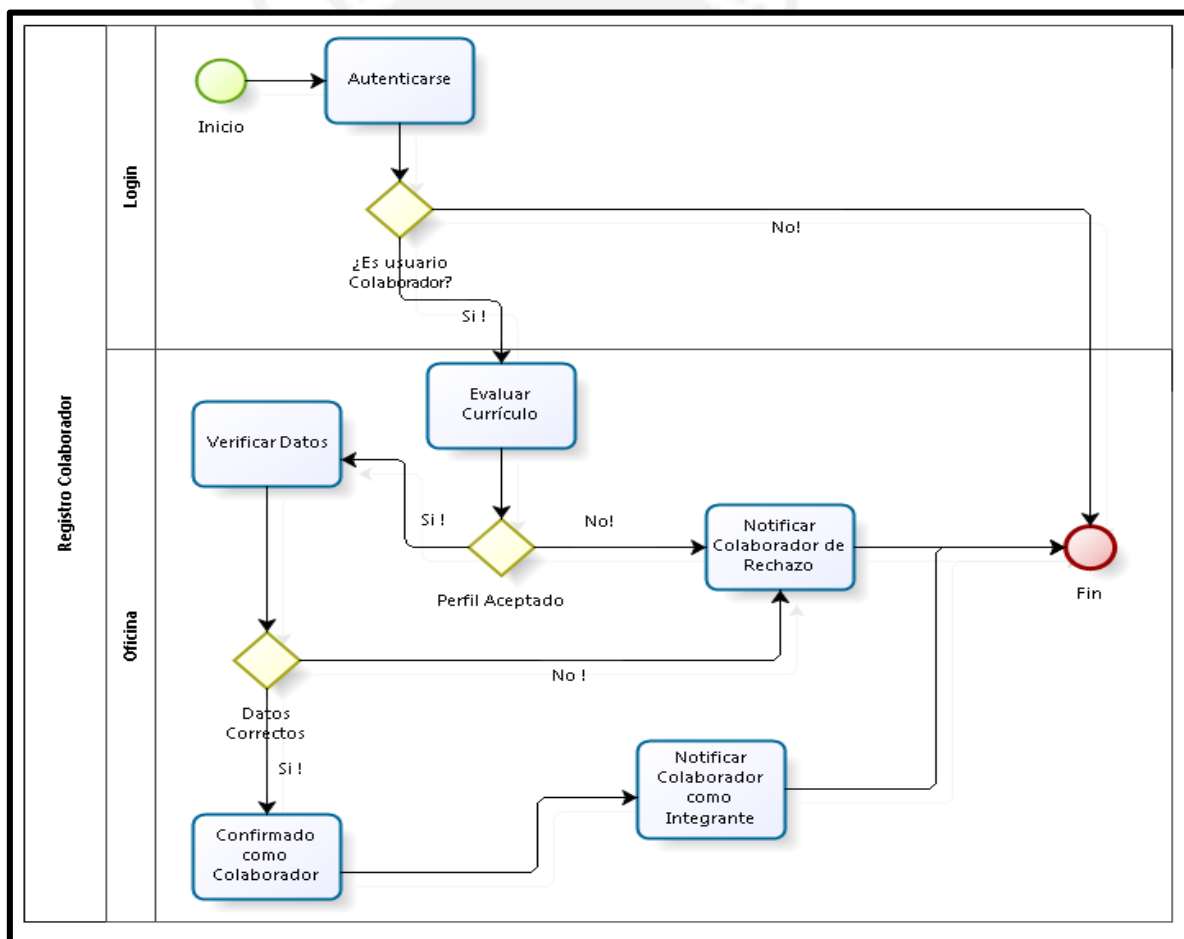 Registro Colaborador
Login
Inicio
Autenticarse
¿Es usuario
Colaborador?
No!
Si !
Oficina
Evaluar
Currículo
Verificar Datos
Si !
No!
Perfil Aceptado
Notificar
Colaborador de
Rechazo
Fin
No !
Datos
Correctos
Si !
Notificar
Colaborador
como
Integrante
Confirmado
como
Colaborador